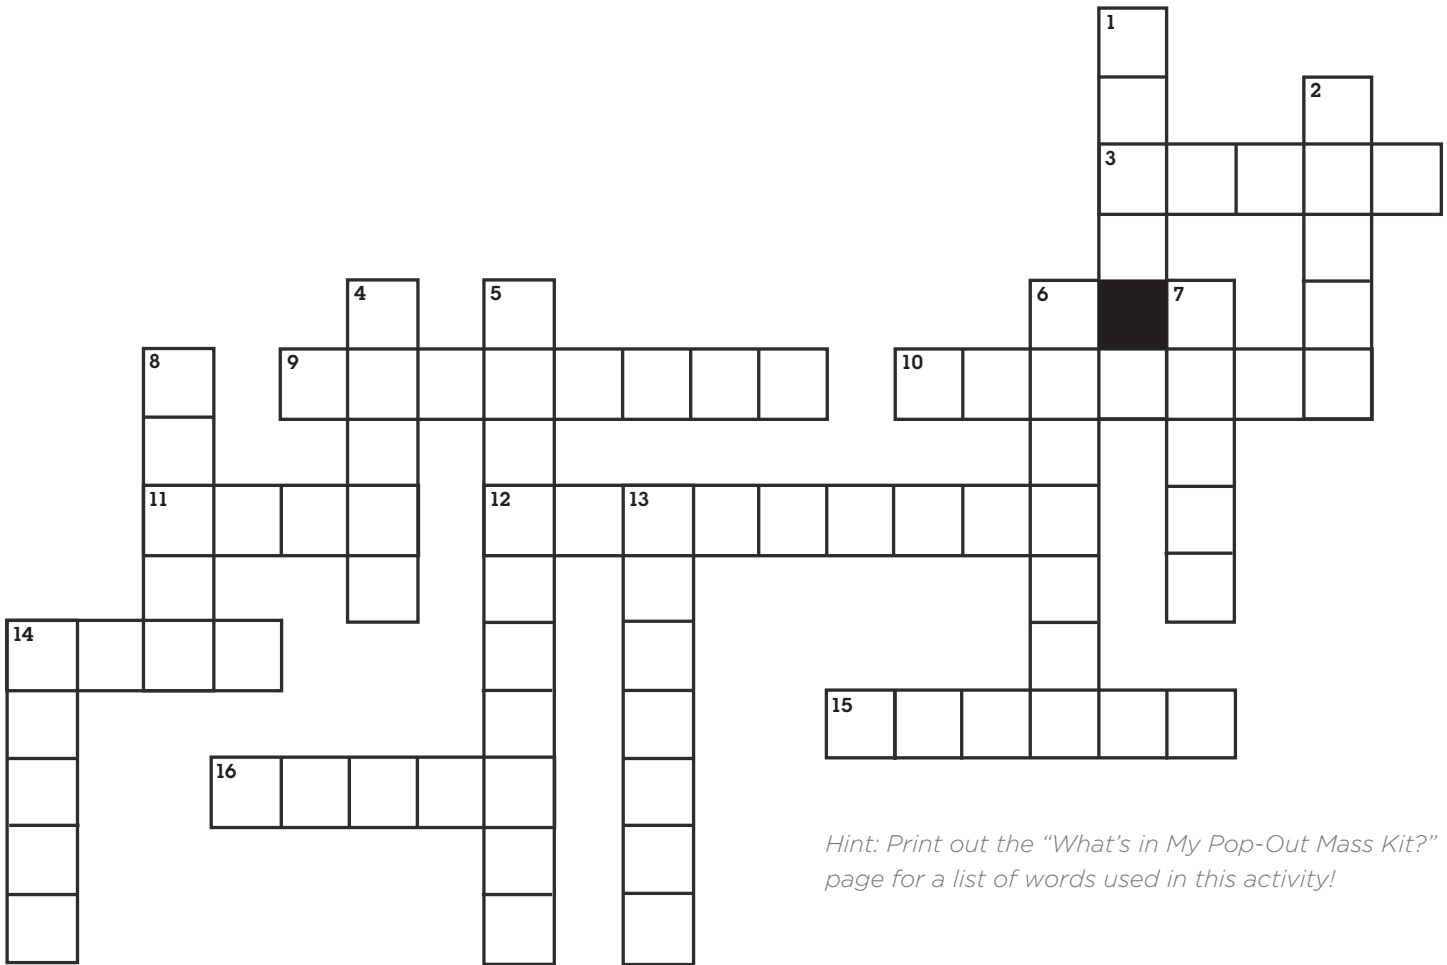 1
2
3
4 5 6 7
8 9 10
11 12 13
14
15
16
Hint: Print out the “What’s in My Pop-Out Mass Kit?”
page for a list of words used in this activity!